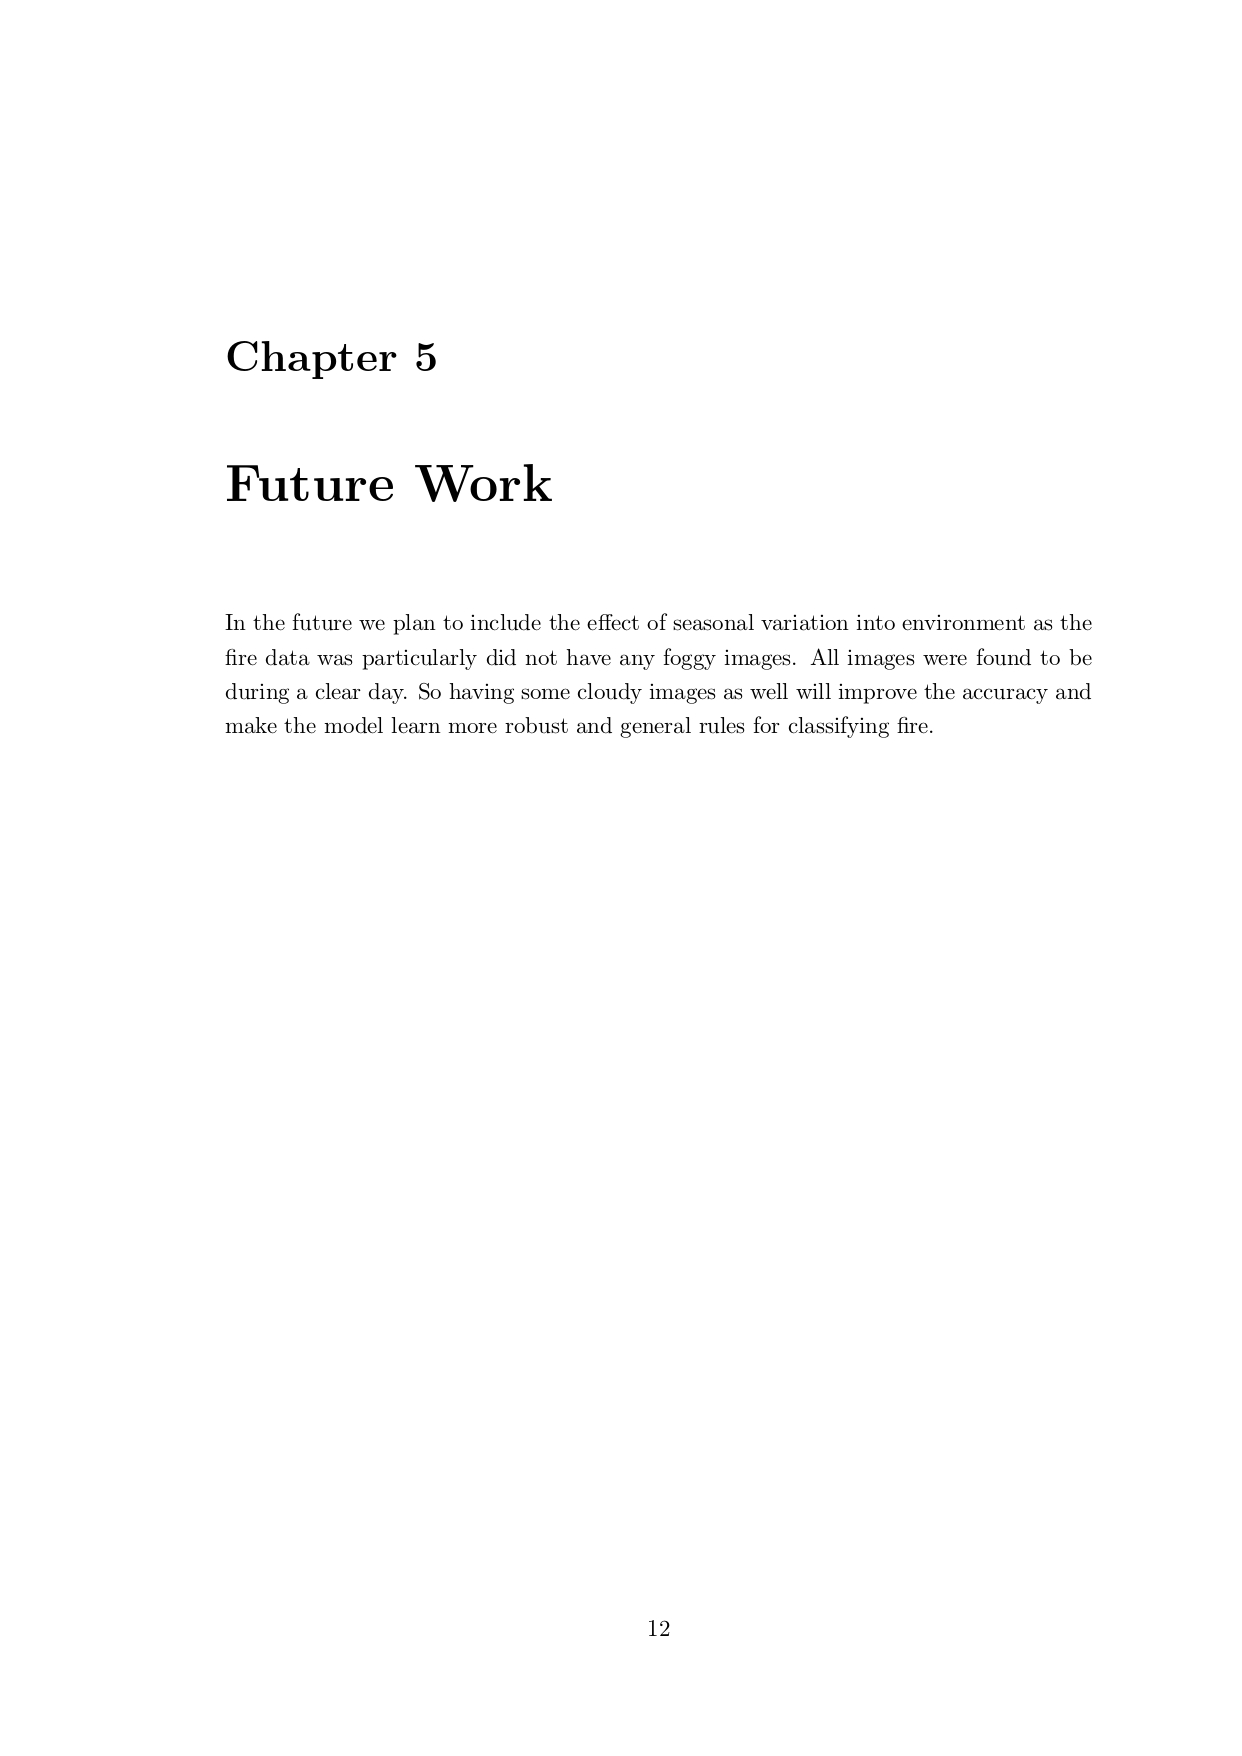 Chapter 5
Future Work
In the future we plan to include the effect of seasonal variation into environment as the
fire data was particularly did not have any foggy images. All images were found to be
during a clear day. So having some cloudy images as well will improve the accuracy and
make the model learn more robust and general rules for classifying fire.
12